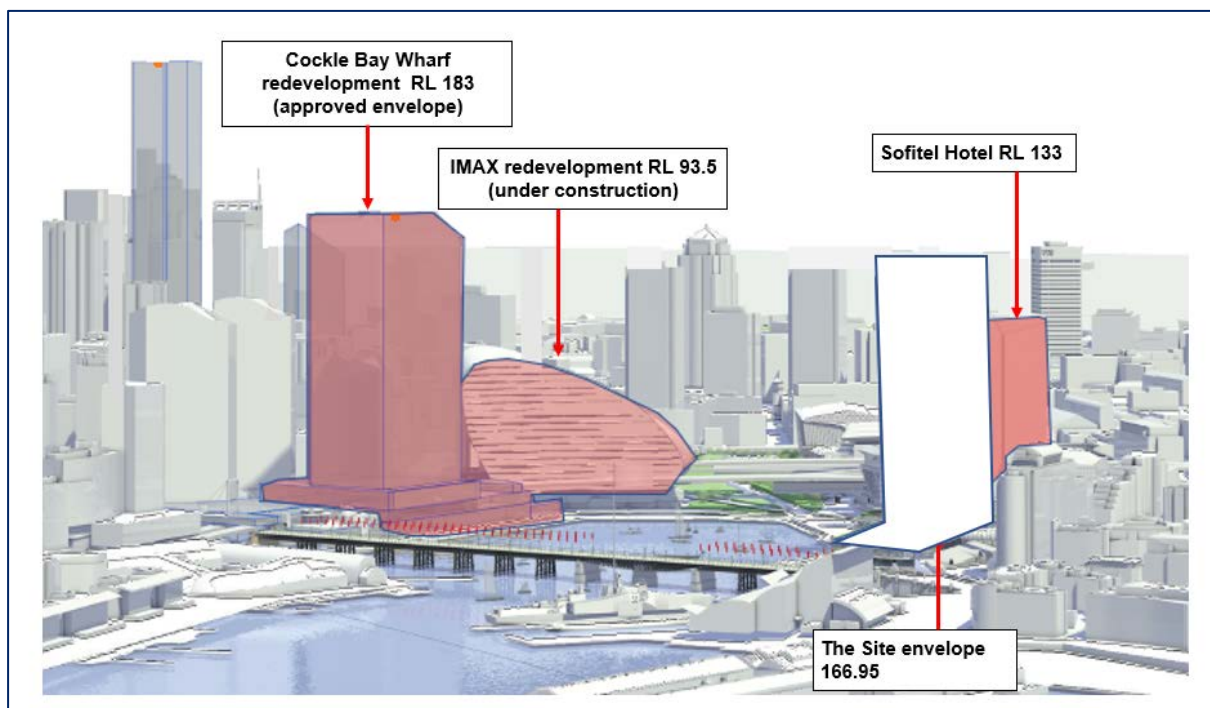 Cockle Bay Wharf
redevelopment RL 183
(approved envelope)
IMAX redevelopment RL 93.5
(under construction)
Sofitel Hotel RL 133
The Site envelope
166.95